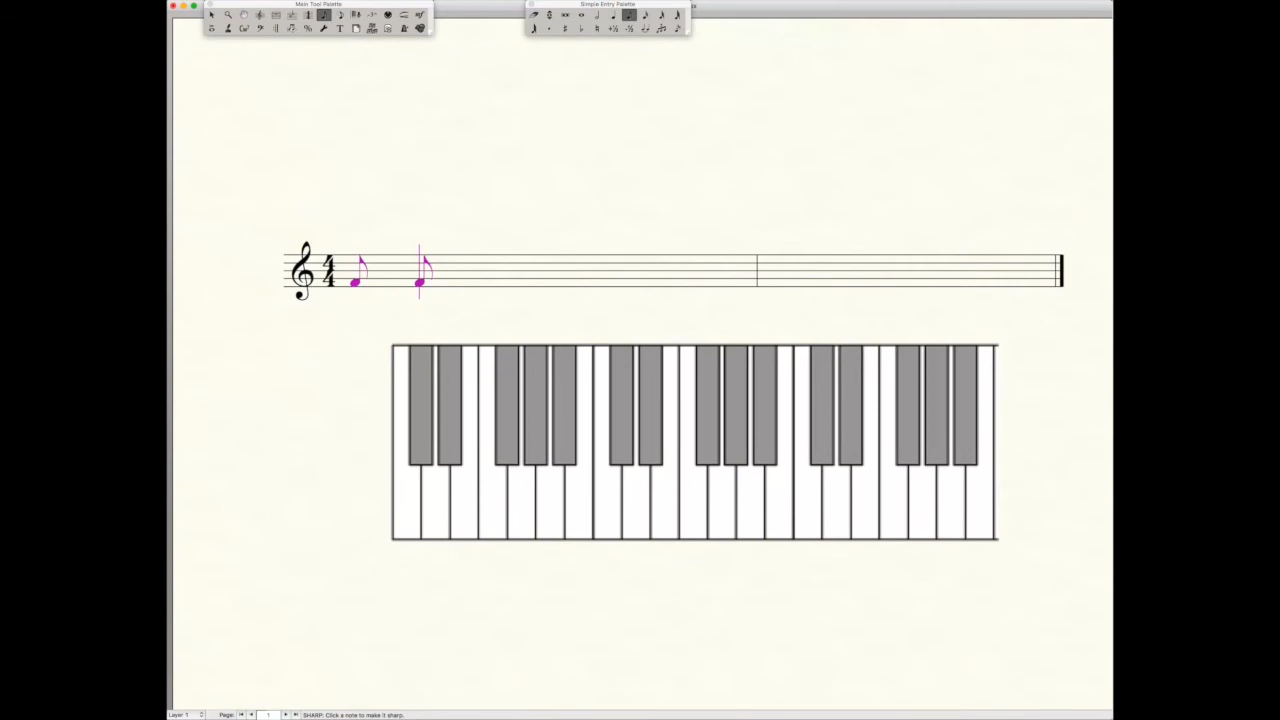 Main Tool Palette
Simple Entry Palette
Layer 1
Page:
1
SHARP: Click a note to make it sharp.